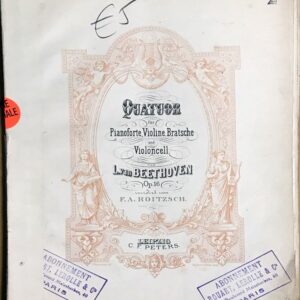 £5
QUATUOR
für
Pianoforte, Violine, Bratsche
und
Violoncell
L. van BEETHOVEN
Op. 16
F. A. ROITZSCH.
LEIPZIG
C. F. PETERS.
ABONNEMENT
ROUART, LEROLLE & Cie
PARIS
ABONNEMENT
ROUART, LEROLLE & Cie
PARIS